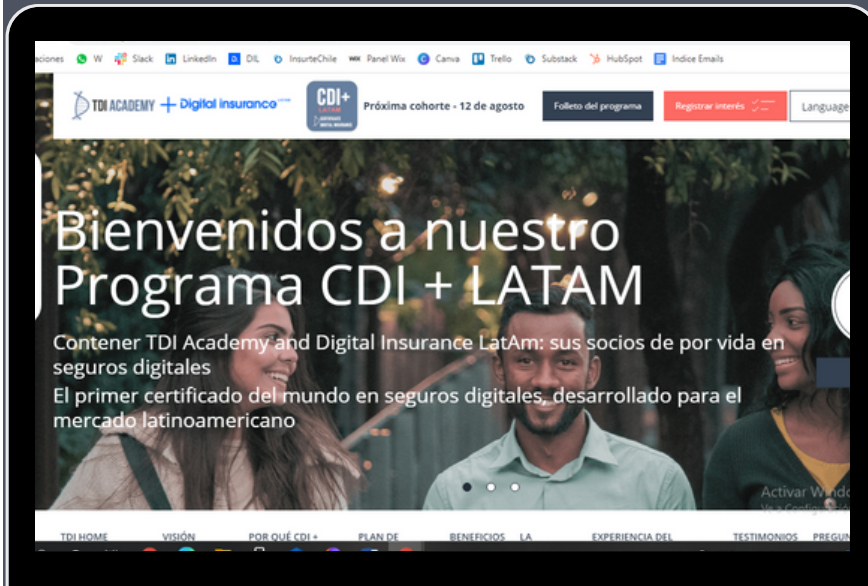 aciones W Slack Linkedin DIL InsurteChile Panel Wix Canva Trello Substack HubSpot Indice Emails
TDI ACADEMY + Digital insurance LATAM CDI+ LATAM Próxima cohorte - 12 de agosto Folleto del programa Registrar interés Language
Bienvenidos a nuestro
Programa CDI + LATAM
Contener TDI Academy and Digital Insurance LatAm: sus socios de por vida en
seguros digitales
El primer certificado del mundo en seguros digitales, desarrollado para el
mercado latinoamericano
Activar Windo
Ve a Configuración
TDI HOME VISIÓN POR QUÉ CDI + PLAN DE BENEFICIOS LA EXPERIENCIA DEL TESTIMONIOS PREGUN